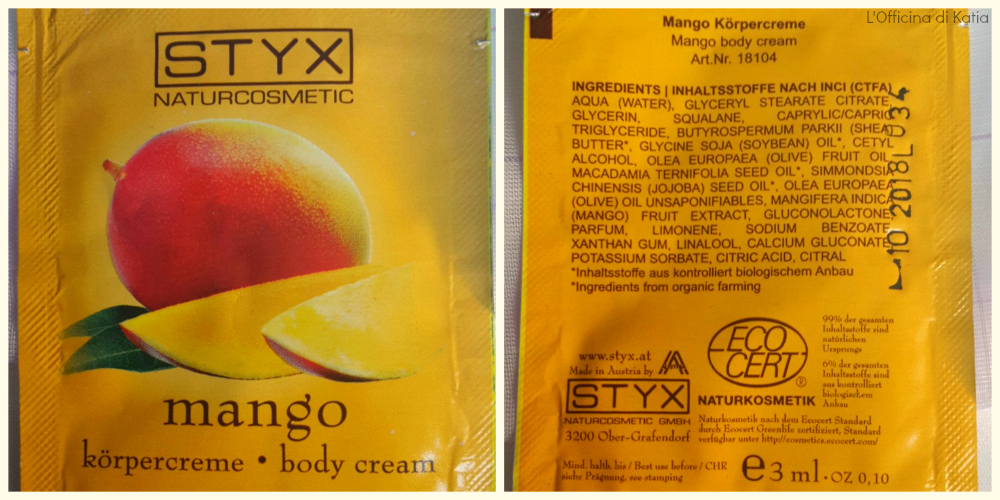 STYX
NATURCOSMETIC
mango
körpercreme • body cream
L'Officina di Katia
Mango Körpercreme
Mango body cream
Art.Nr. 18104
INGREDIENTS | INHALTSSTOFFE NACH INCI (CTFA)
AQUA (WATER), GLYCERYL STEARATE CITRATE,
GLYCERIN, SQUALANE, CAPRYLIC/CAPRIC
TRIGLYCERIDE, BUTYROSPERMUM PARKII (SHEA)
BUTTER*, GLYCINE SOJA (SOYBEAN) OIL*, CETYL
ALCOHOL, OLEA EUROPAEA (OLIVE) FRUIT OIL,
MACADAMIA TERNIFOLIA SEED OIL*, SIMMONDSIA
CHINENSIS (JOJOBA) SEED OIL*, OLEA EUROPAEA
(OLIVE) OIL UNSAPONIFIABLES, MANGIFERA INDICA
(MANGO) FRUIT EXTRACT, GLUCONOLACTONE,
PARFUM, LIMONENE, SODIUM BENZOATE,
XANTHAN GUM, LINALOOL, CALCIUM GLUCONATE,
POTASSIUM SORBATE, CITRIC ACID, CITRAL
*Inhaltsstoffe aus kontrolliert biologischem Anbau
*Ingredients from organic farming
10 2018L 034
www.styx.at
Made in Austria by
STYX
NATURCOSMETIC GMBH
3200 Ober-Grafendorf
ECO
CERT®
NATURKOSMETIK
99% der gesamten
Inhaltsstoffe sind
natürlichen
Ursprungs
6% der gesamten
Inhaltsstoffe sind
aus kontrolliert
biologischem
Anbau
Naturkosmetik nach dem Ecocert Standard
durch Ecocert Greenlife zertifiziert, Standard
verfügbar unter http://cosmetics.ecocert.com/
Mind. haltb. bis / Best use before / CHR
siehe Prägnung, see stamping
e 3 ml . OZ 0,10